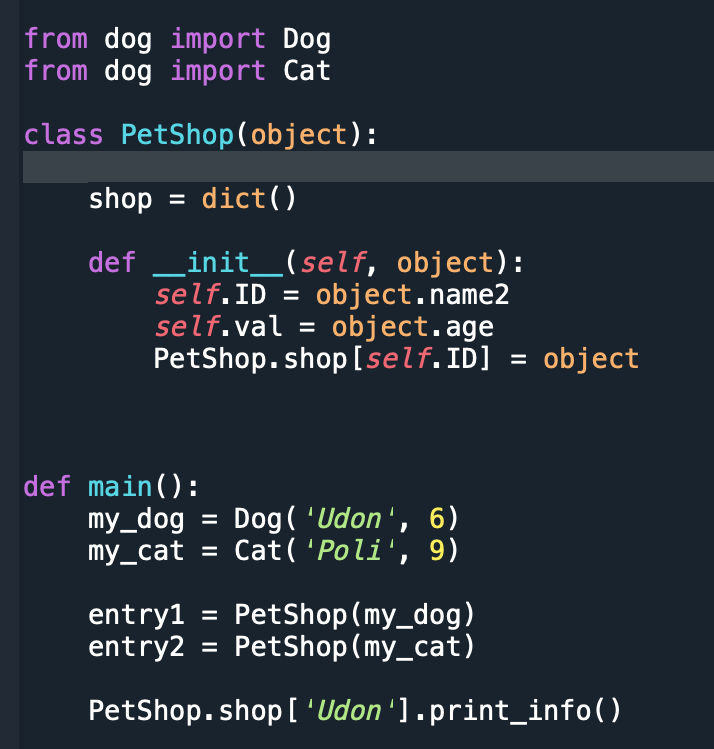 from dog import Dog
from dog import Cat
class PetShop(object):
shop = dict()
def __init__(self, object):
self.ID = object.name2
self.val = object.age
PetShop.shop[self.ID] = object
def main():
my_dog = Dog('Udon', 6)
my_cat = Cat('Poli', 9)
entry1 = PetShop(my_dog)
entry2 = PetShop(my_cat)
PetShop.shop['Udon'].print_info()